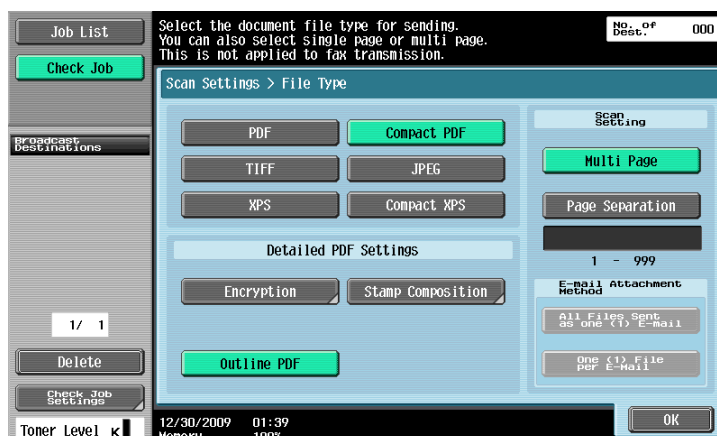 Job List
Check Job
Broadcast
Destinations
1/ 1
Delete
Check Job
Settings
Toner Level K
Select the document file type for sending.
You can also select single page or multi page.
This is not applied to fax transmission.
No. of
Dest. 000
Scan Settings > File Type
PDF
Compact PDF
TIFF
JPEG
XPS
Compact XPS
Detailed PDF Settings
Encryption
Stamp Composition
Outline PDF
Scan
Setting
Multi Page
Page Separation
1 - 999
E-mail Attachment
Method
All Files Sent
as one (1) E-mail
One (1) File
per E-Mail
12/30/2009 01:39
Memory 100%
OK